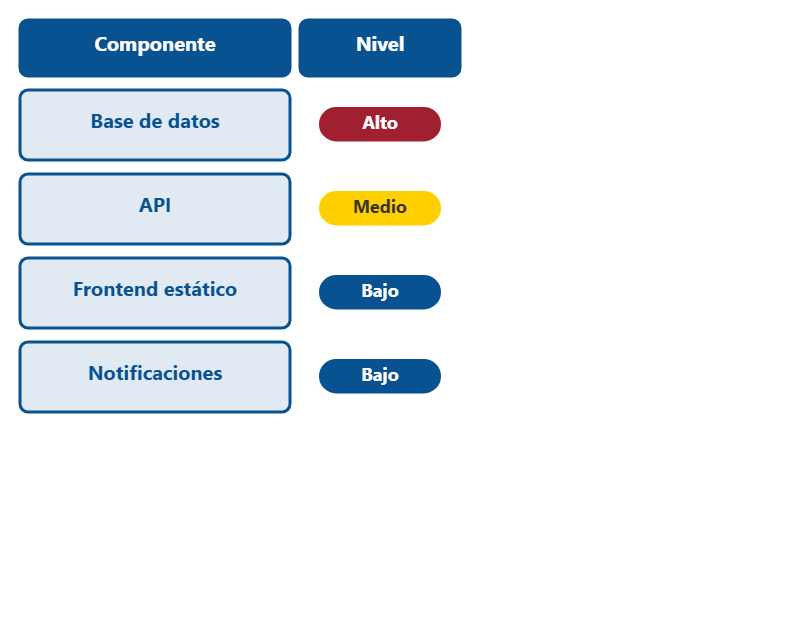 Componente Nivel
Base de datos Alto
API Medio
Frontend estático Bajo
Notificaciones Bajo